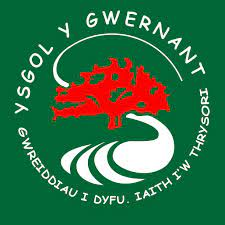 YSGOL Y GWERNANT
GWREIDDIAU I DYFU. IAITH I'W THRYSORI